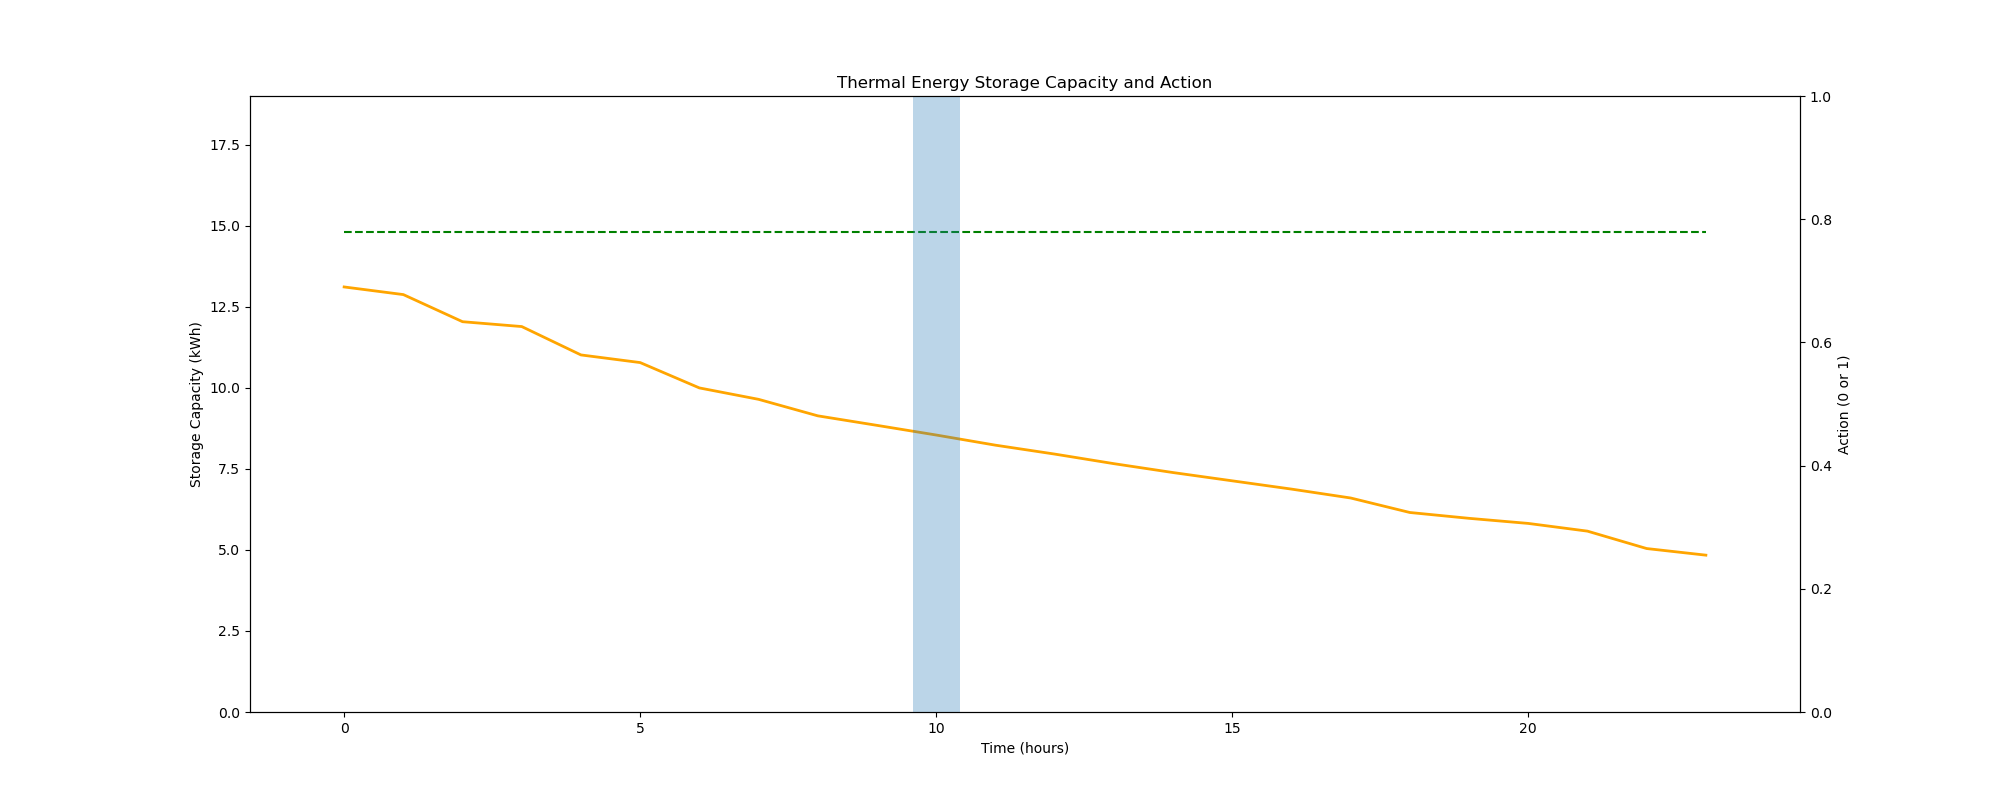 Thermal Energy Storage Capacity and Action
17.5
15.0
12.5
10.0
7.5
5.0
2.5
0.0
Storage Capacity (kWh)
1.0
0.8
0.6
0.4
0.2
0.0
Action (0 or 1)
0 5 10 15 20
Time (hours)